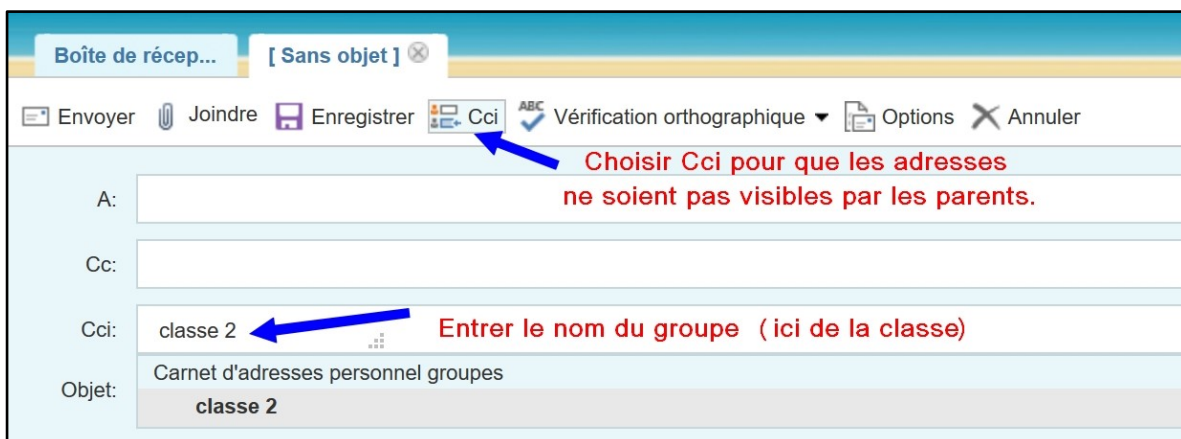 Boîte de récep... [ Sans objet ]
Envoyer Joindre Enregistrer Cci ABC Vérification orthographique Options Annuler
Choisir Cci pour que les adresses
ne soient pas visibles par les parents.
A:
Cc:
Cci: classe 2 Entrer le nom du groupe ( ici de la classe)
Carnet d'adresses personnel groupes
Objet:
classe 2